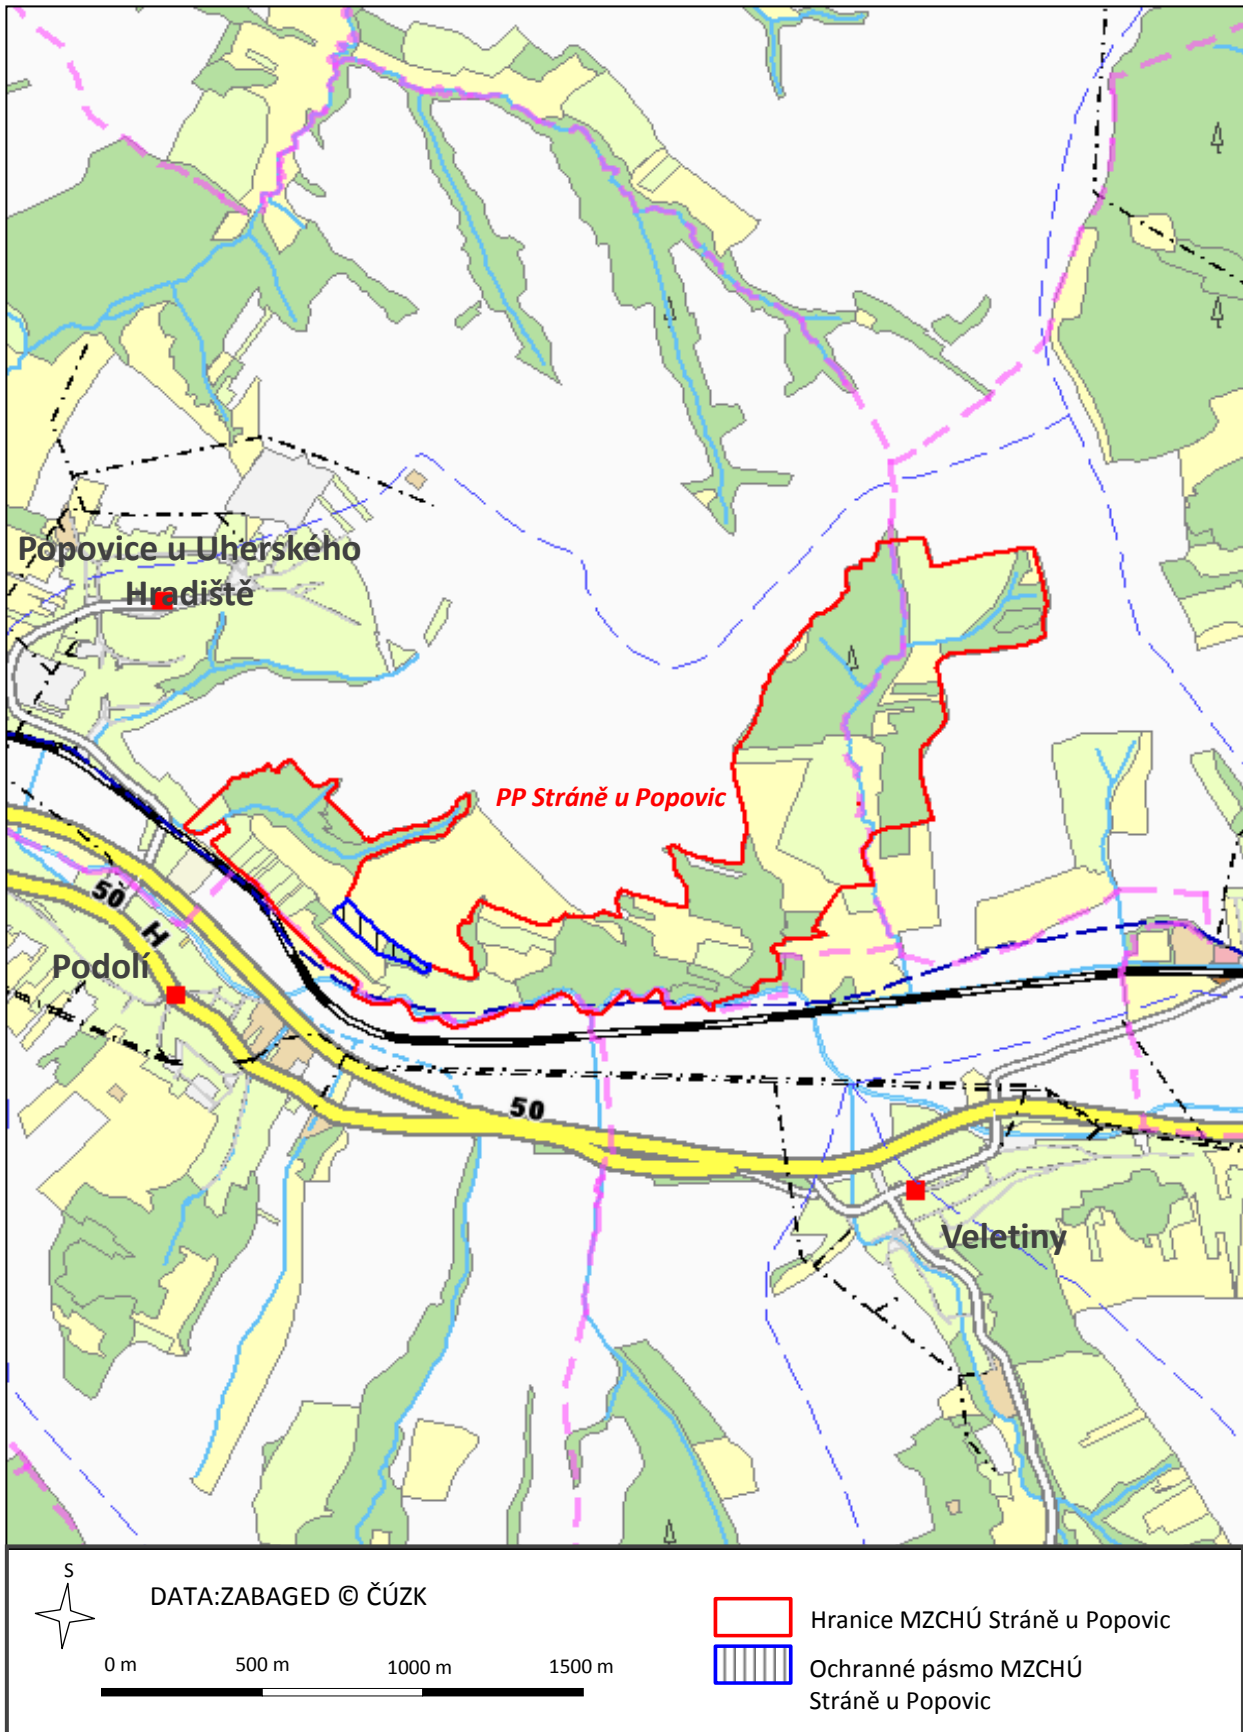 Popovice u Uherského
Hradiště
PP Stráně u Popovic
50
H
Podolí
50
Veletiny
S
DATA:ZABAGED © ČÚZK
0 m 500 m 1000 m 1500 m
Hranice MZCHÚ Stráně u Popovic
Ochranné pásmo MZCHÚ
Stráně u Popovic